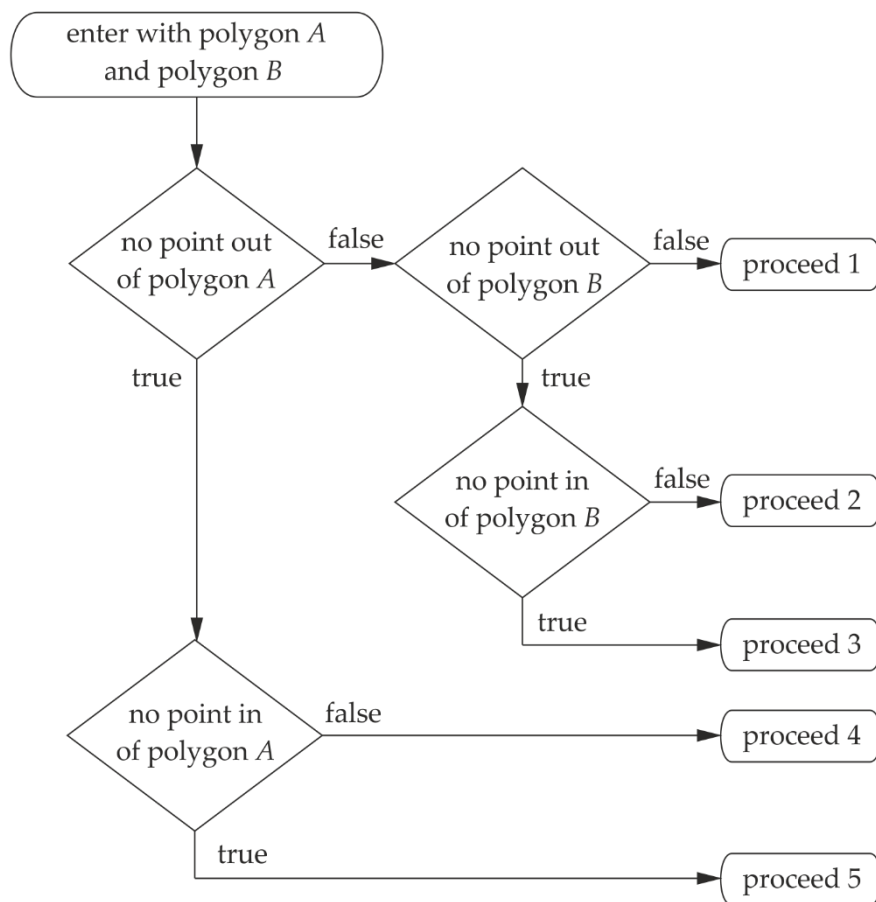 enter with polygon A
and polygon B
no point out
of polygon A
false
no point out
of polygon B
false
proceed 1
true
true
no point in
of polygon B
false
proceed 2
true
proceed 3
no point in
of polygon A
false
proceed 4
true
proceed 5